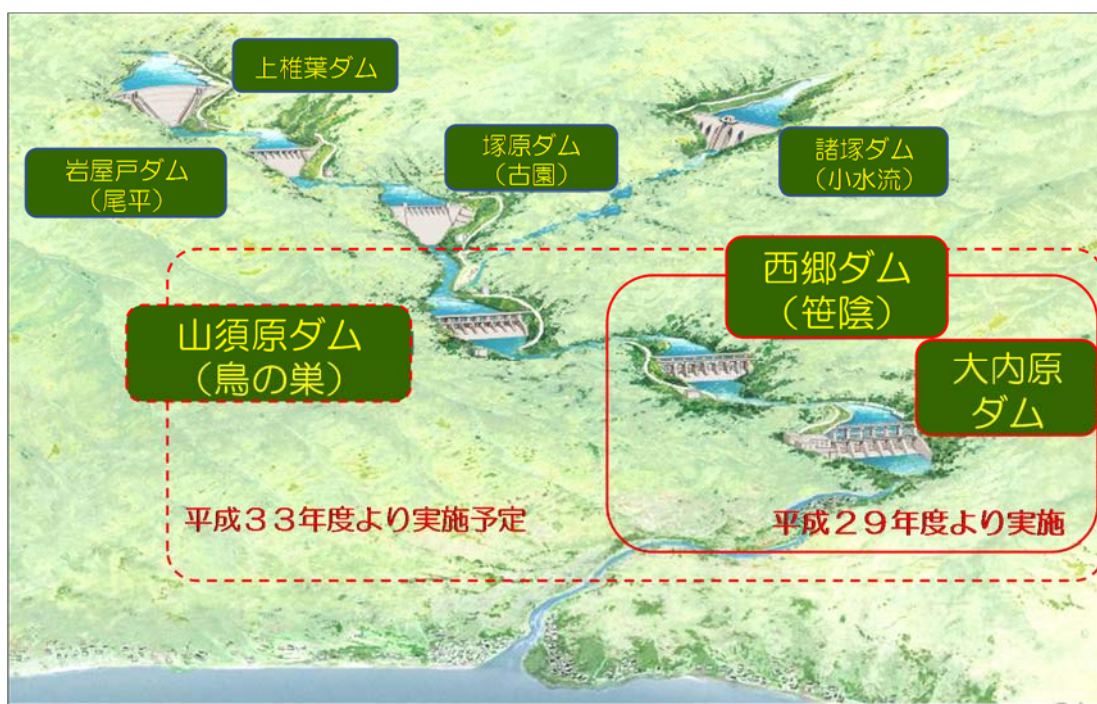 上椎葉ダム
岩屋戸ダム
（尾平）
塚原ダム
（古園）
諸塚ダム
（小水流）
西郷ダム
（笹陰）
山須原ダム
（鳥の巣）
大内原
ダム
平成３３年度より実施予定
平成２９年度より実施